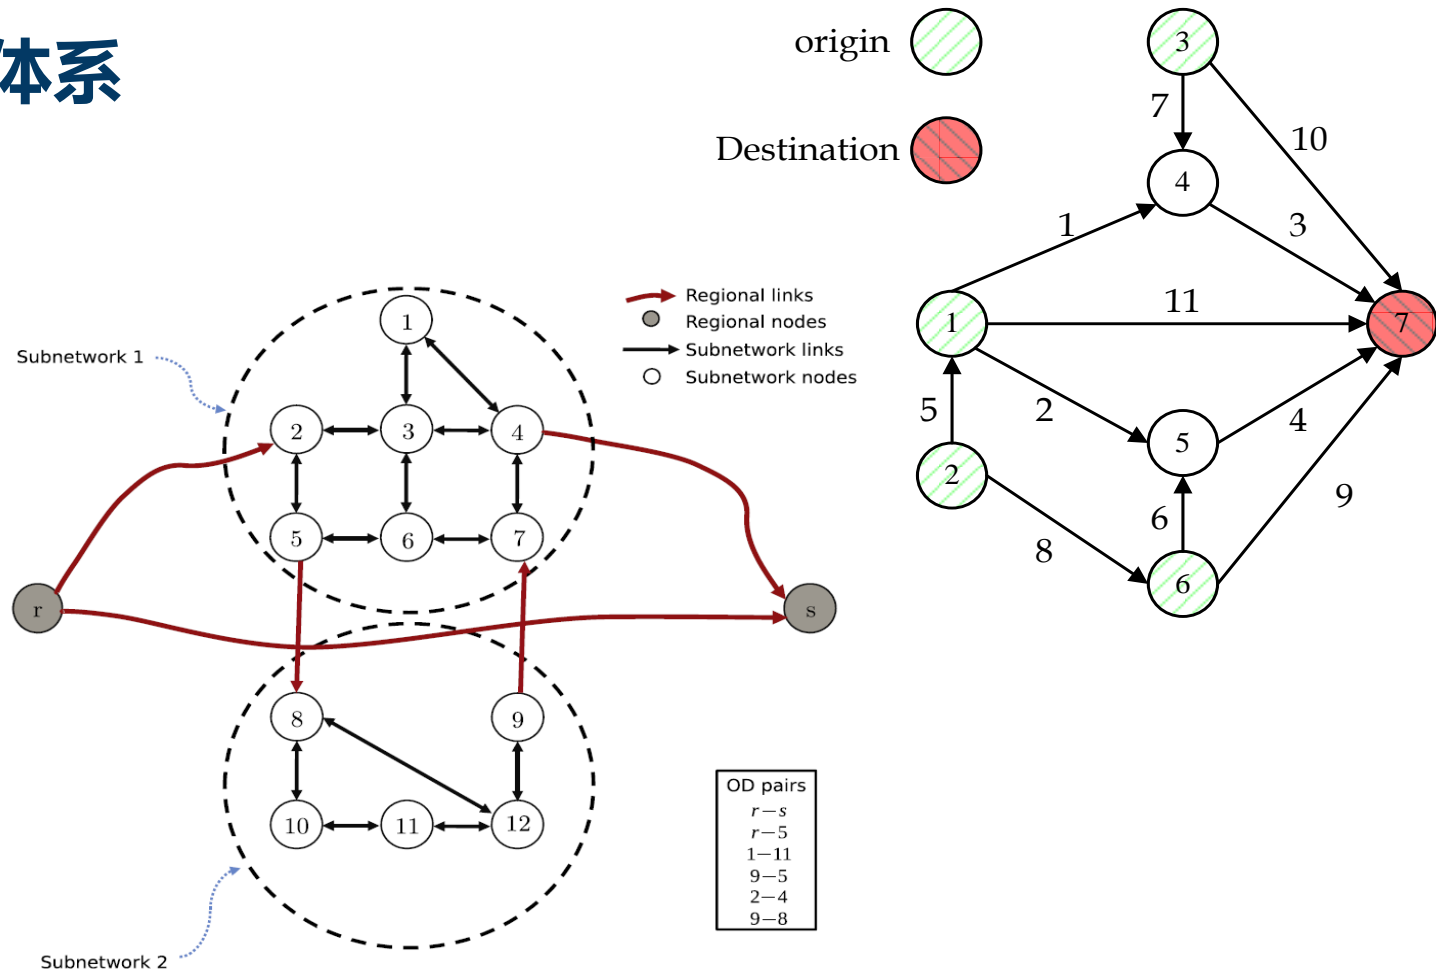 体系
origin
Destination
3
7
10
4
1
3
1
11
7
5
2
4
2
5
8
6
9
6
Regional links
Regional nodes
Subnetwork links
Subnetwork nodes
Subnetwork 1
1
2
3
4
5
6
7
r
s
8
9
10
11
12
Subnetwork 2
OD pairs
r−s
r−5
1−11
9−5
2−4
9−8